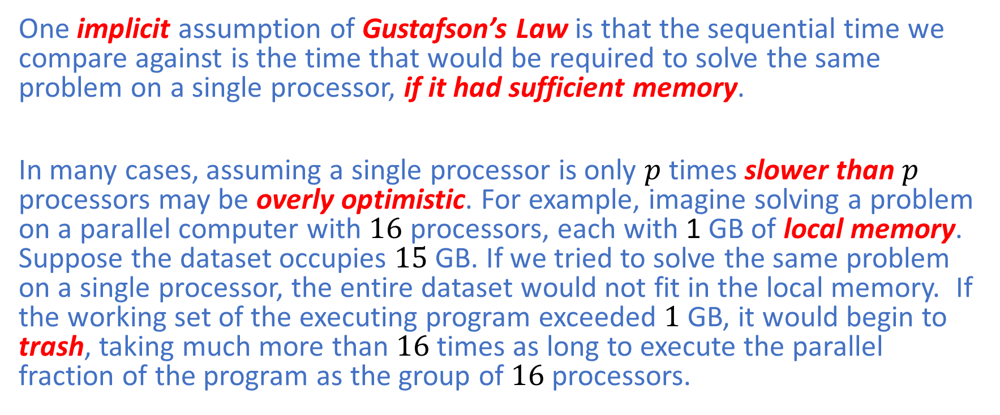 One implicit assumption of Gustafson’s Law is that the sequential time we
compare against is the time that would be required to solve the same
problem on a single processor, if it had sufficient memory.
In many cases, assuming a single processor is only p times slower than p
processors may be overly optimistic. For example, imagine solving a problem
on a parallel computer with 16 processors, each with 1 GB of local memory.
Suppose the dataset occupies 15 GB. If we tried to solve the same problem
on a single processor, the entire dataset would not fit in the local memory. If
the working set of the executing program exceeded 1 GB, it would begin to
trash, taking much more than 16 times as long to execute the parallel
fraction of the program as the group of 16 processors.